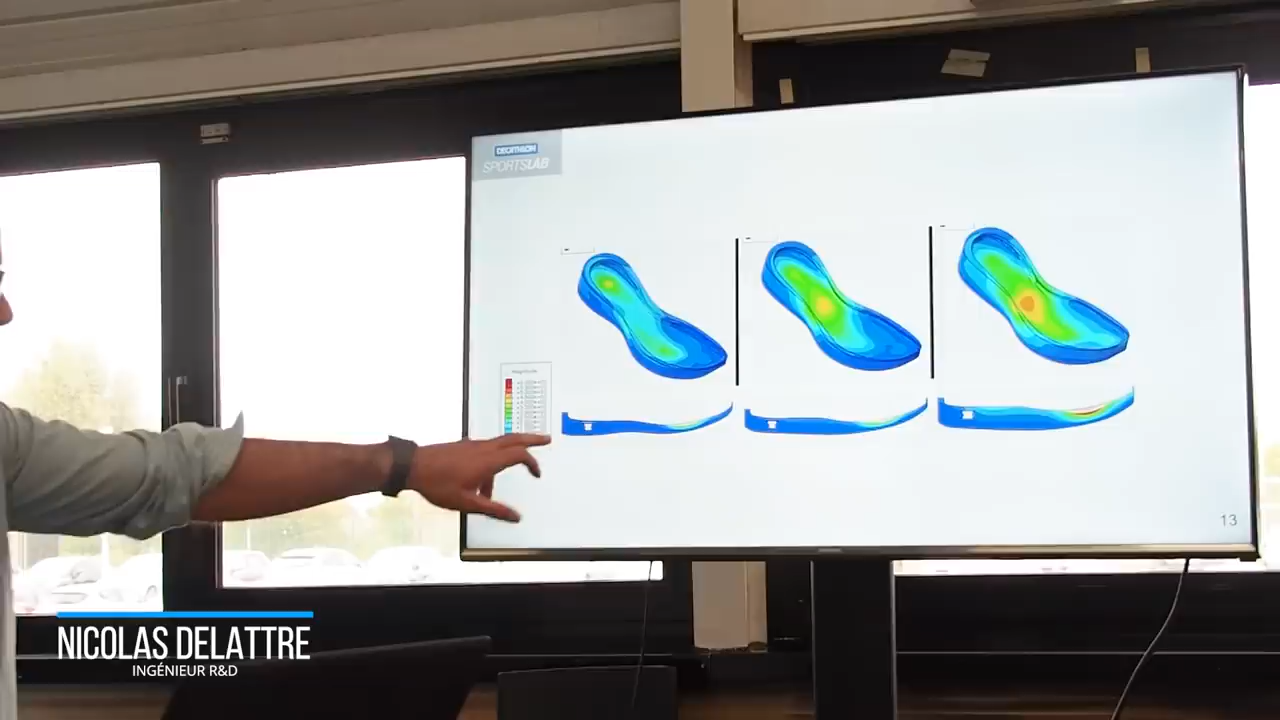 DECATHLON
SPORTSLAB
13
NICOLAS DELATTRE
INGÉNIEUR R&D